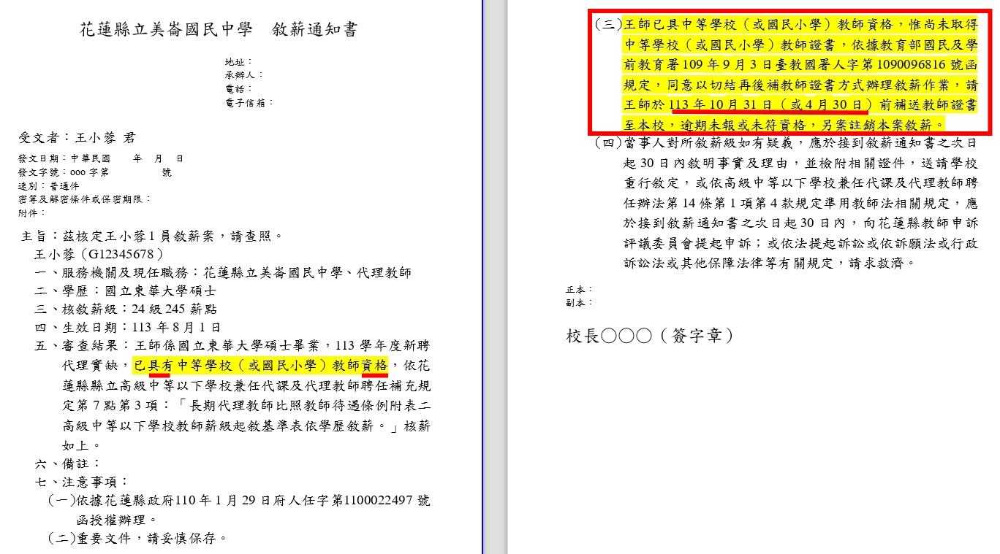 花蓮縣立美崙國民中學　敘薪通知書
地址：
承辦人：
電話：
電子信箱：
受文者：王小蓉 君
發文日期：中華民國　　年　月　日
發文字號：ooo 字第　　　　　號
速別：普通件
密等及解密條件或保密期限：
附件：
主旨：茲核定王小蓉 1 員敘薪案，請查照。
王小蓉（G12345678）
一、服務機關及現任職務：花蓮縣立美崙國民中學、代理教師
二、學歷：國立東華大學碩士
三、核敘薪級：24 級 245 薪點
四、生效日期：113 年 8 月 1 日
五、審查結果：王師係國立東華大學碩士畢業，113 學年度新聘
代理實缺，已具有中等學校（或國民小學）教師資格，依花
蓮縣縣立高級中等以下學校兼任代課及代理教師聘任補充規
定第 7 點第 3 項：「長期代理教師比照教師待遇條例附表二
高級中等以下學校教師薪級起敘基準表依學歷敘薪。」核薪
如上。
六、備註：
七、注意事項：
(一)依據花蓮縣政府110 年 1 月 29 日府人任字第1100022497 號
函授權辦理。
(二)重要文件，請妥慎保存。
(三)王師已具中等學校（或國民小學）教師資格，惟尚未取得
中等學校（或國民小學）教師證書，依據教育部國民及學
前教育署 109 年 9 月 3 日臺教國署人字第 1090096816 號函
規定，同意以切結再後補教師證書方式辦理敘薪作業，請
王師於 113 年 10 月 31 日（或 4 月 30 日）前補送教師證書
至本校，逾期未報或未符資格，另案註銷本案敘薪。
(四)當事人對所敘薪級如有疑義，應於接到敘薪通知書之次日
起 30 日內敘明事實及理由，並檢附相關證件，送請學校
重行敘定，或依高級中等以下學校兼任代課及代理教師聘
任辦法第 14 條第 1 項第 4 款規定準用教師法相關規定，應
於接到敘薪通知書之次日起 30 日內，向花蓮縣教師申訴
評議委員會提起申訴；或依法提起訴訟或依訴願法或行政
訴訟法或其他保障法律等有關規定，請求救濟。
正本：
副本：
校長○○○（簽字章）